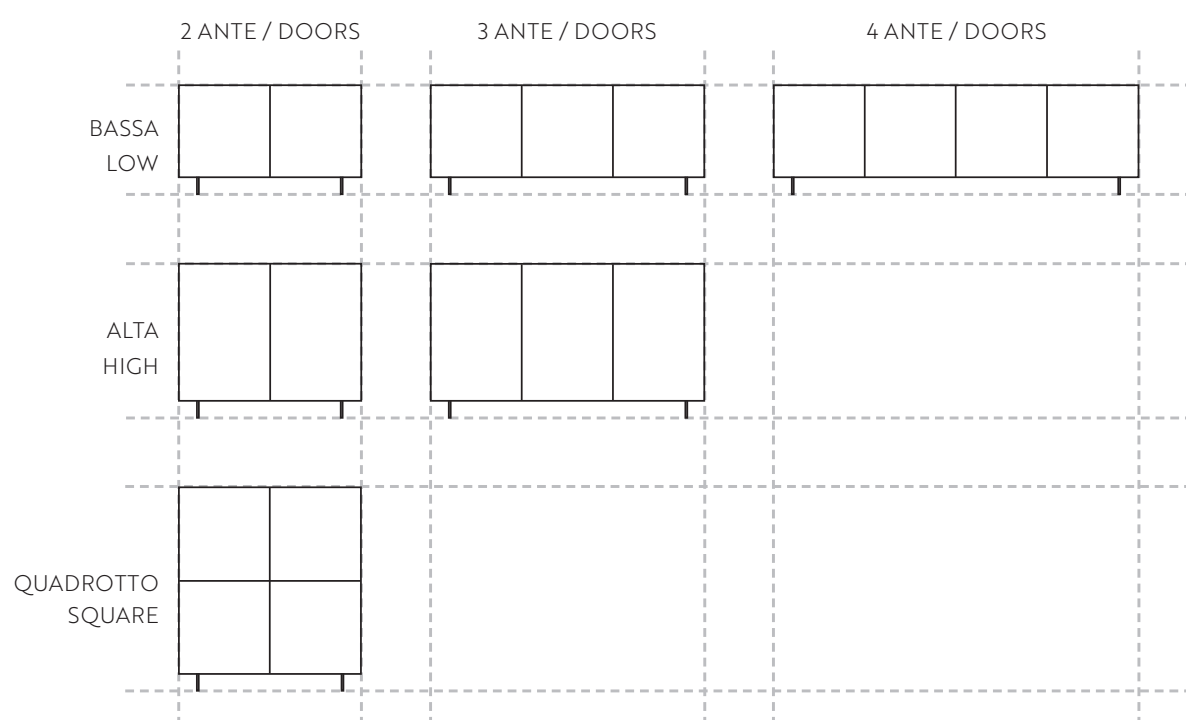 2 ANTE / DOORS
3 ANTE / DOORS
4 ANTE / DOORS
BASSA
LOW
ALTA
HIGH
QUADROTTO
SQUARE